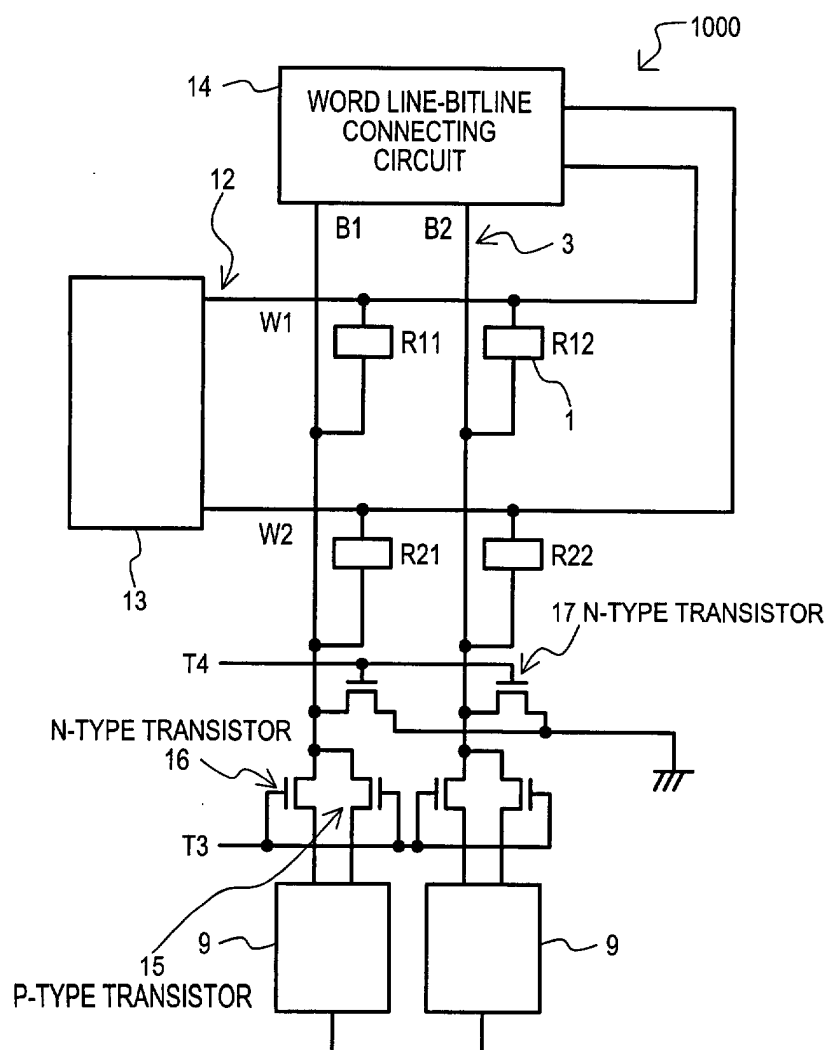 1000
14
WORD LINE-BITLINE
CONNECTING
CIRCUIT
12
B1
B2
3
W1
R11
R12
1
W2
R21
R22
13
17 N-TYPE TRANSISTOR
T4
N-TYPE TRANSISTOR
16
T3
9
9
15
P-TYPE TRANSISTOR